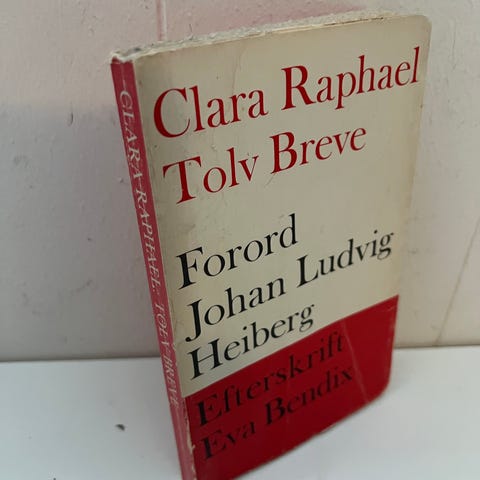 Clara Raphael
Tolv Breve
Forord
Johan Ludvig
Heiberg
Efterskrift
Eva Bendix
CLARA RAPHAEL: TOLV BREVE